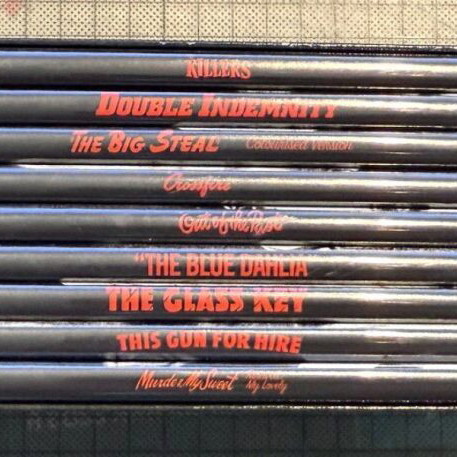 KILLERS
DOUBLE INDEMNITY
THE BIG STEAL Colourised Version
Crossfire
Out of the Past
"THE BLUE DAHLIA
THE GLASS KEY
THIS GUN FOR HIRE
Murder My Sweet
My Lovely